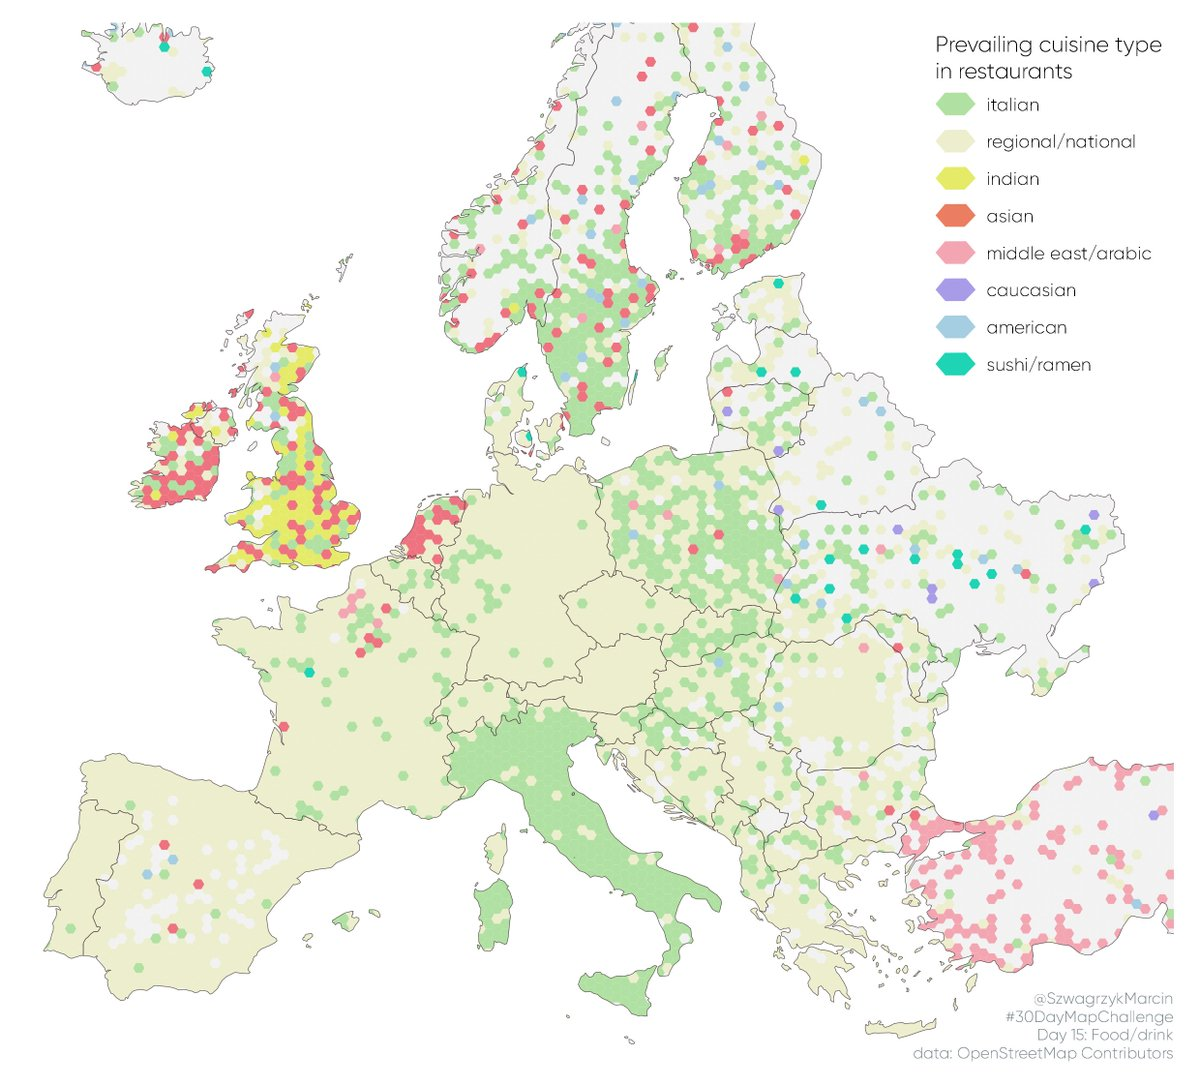 Prevailing cuisine type
in restaurants
italian
regional/national
indian
asian
middle east/arabic
caucasian
american
sushi/ramen
@SzwagrzykMarcin
#30DayMapChallenge
Day 15: Food/drink
data: OpenStreetMap Contributors